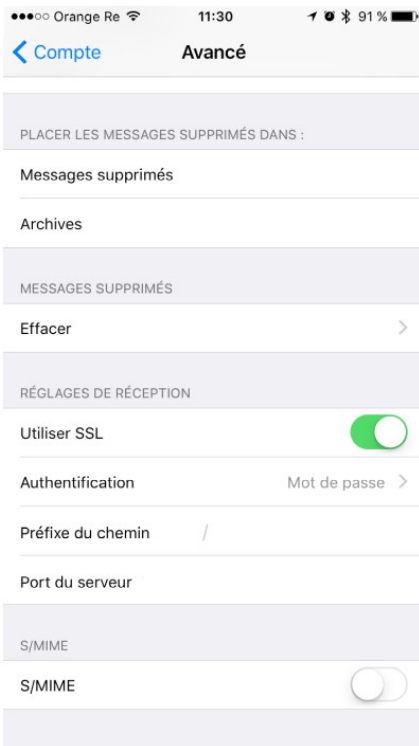 Orange Re 11:30 91 %
Compte Avancé
PLACER LES MESSAGES SUPPRIMÉS DANS :
Messages supprimés
Archives
MESSAGES SUPPRIMÉS
Effacer
RÉGLAGES DE RÉCEPTION
Utiliser SSL
Authentification Mot de passe
Préfixe du chemin /
Port du serveur
S/MIME
S/MIME